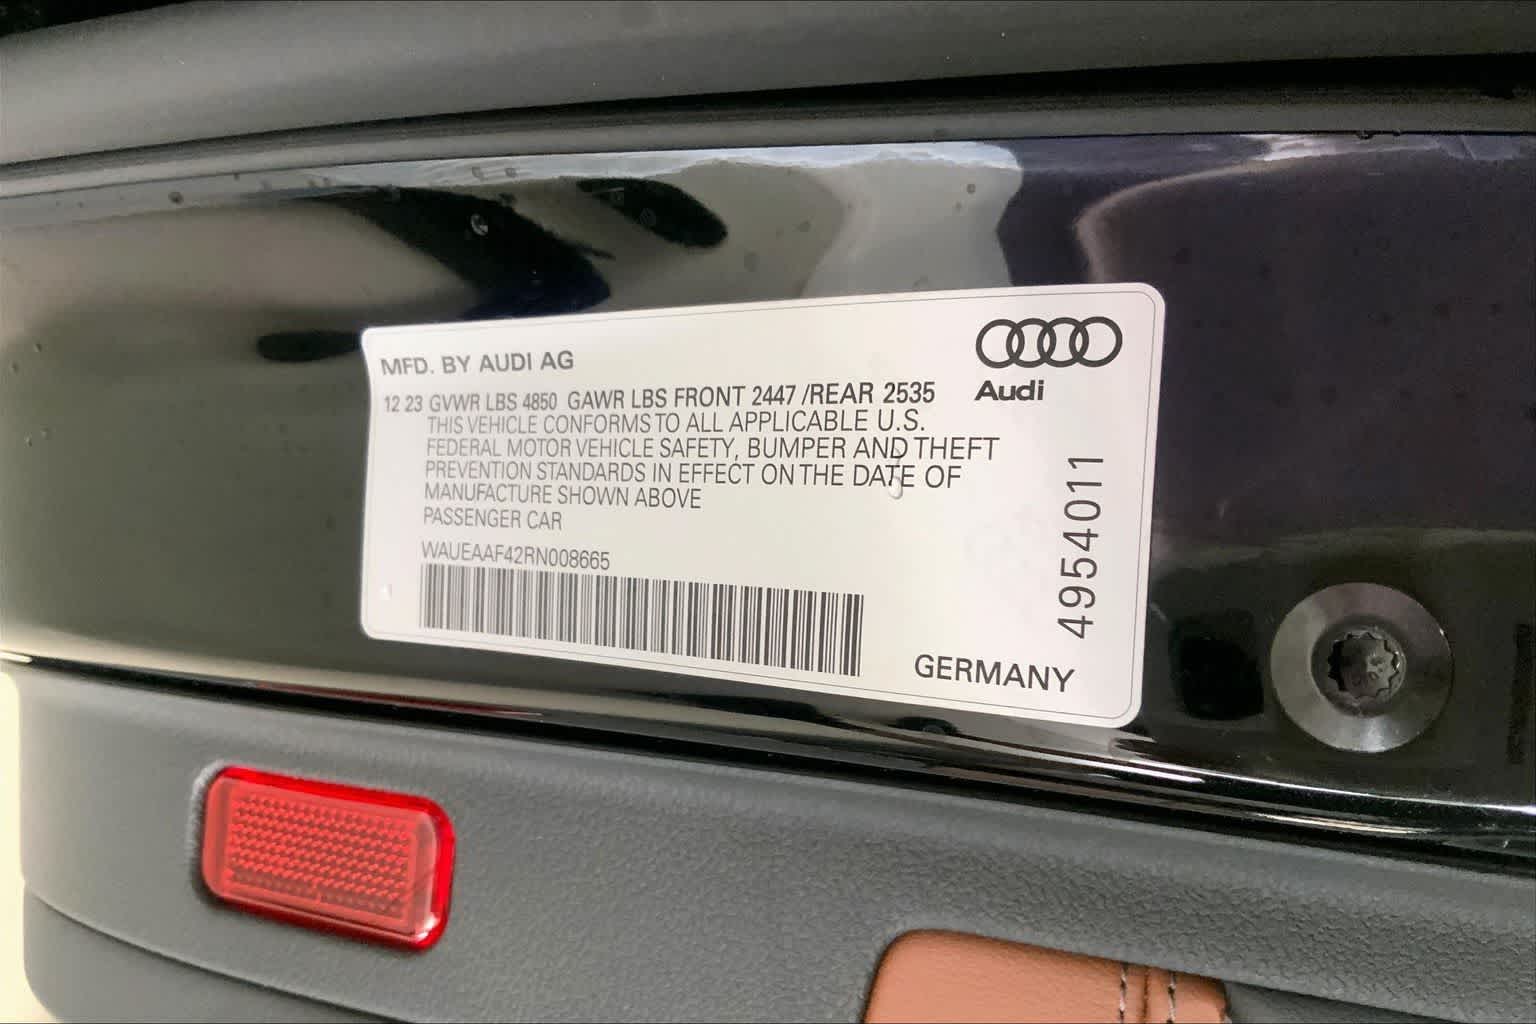 MFD. BY AUDI AG
Audi
12 23 GVWR LBS 4850 GAWR LBS FRONT 2447 /REAR 2535
THIS VEHICLE CONFORMS TO ALL APPLICABLE U.S.
FEDERAL MOTOR VEHICLE SAFETY, BUMPER AND THEFT
PREVENTION STANDARDS IN EFFECT ON THE DATE OF
MANUFACTURE SHOWN ABOVE
PASSENGER CAR
WAUEAAF42RN008665
4954011
GERMANY